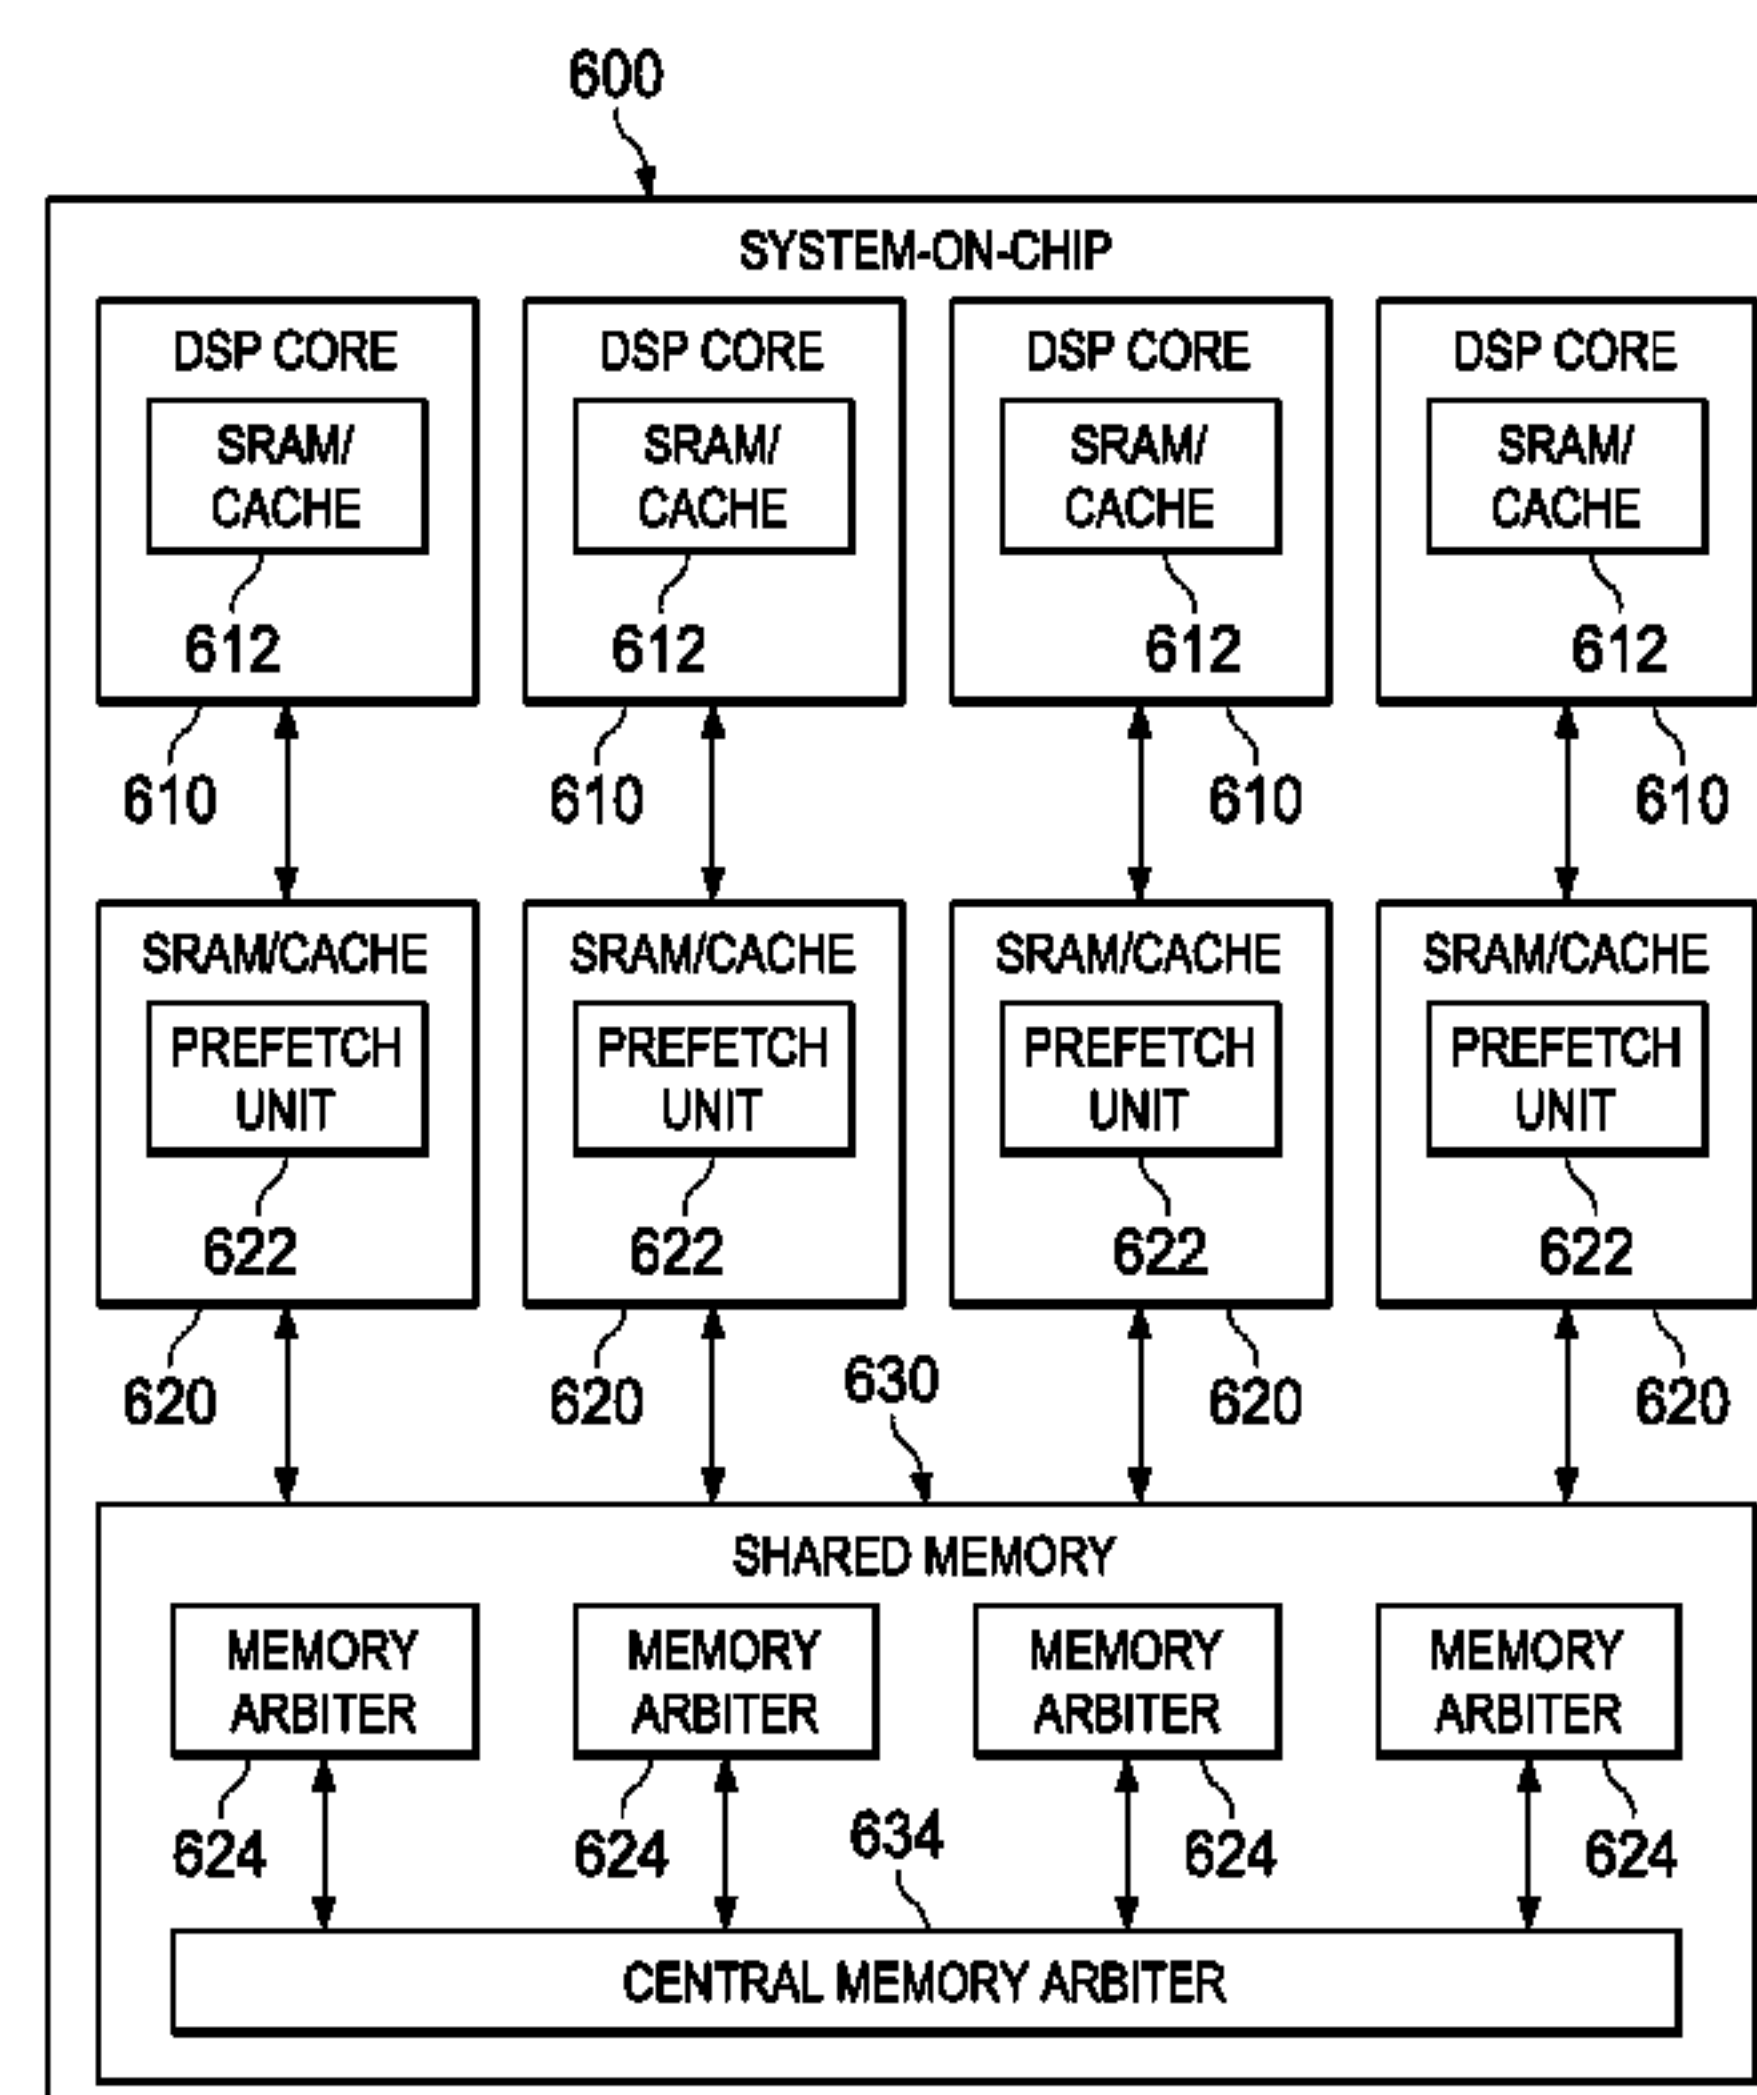 600
SYSTEM-ON-CHIP
DSP CORE DSP CORE DSP CORE DSP CORE
SRAM/ SRAM/ SRAM/ SRAM/
CACHE CACHE CACHE CACHE
612 612 612 612
610 610 610 610
SRAM/CACHE SRAM/CACHE SRAM/CACHE SRAM/CACHE
PREFETCH PREFETCH PREFETCH PREFETCH
UNIT UNIT UNIT UNIT
622 622 622 622
620 620 630 620 620
SHARED MEMORY
MEMORY MEMORY MEMORY MEMORY
ARBITER ARBITER ARBITER ARBITER
624 624 634 624 624
CENTRAL MEMORY ARBITER